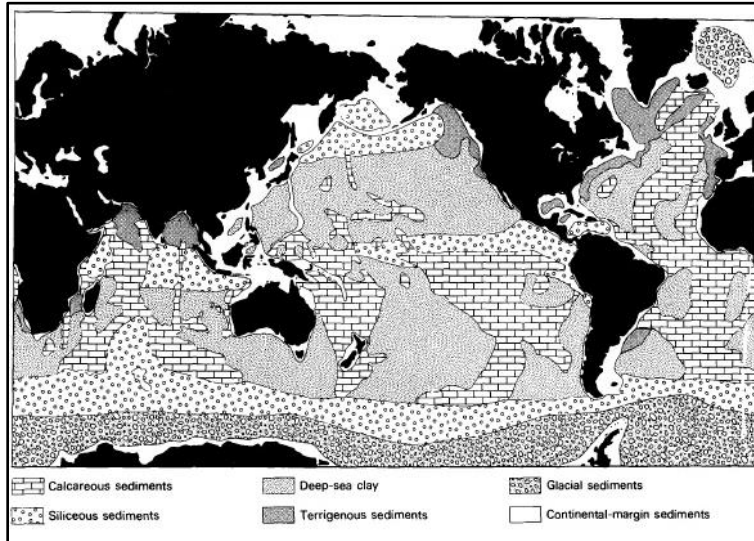 Calcareous sediments
Deep-sea clay
Glacial sediments
Siliceous sediments
Terrigenous sediments
Continental-margin sediments